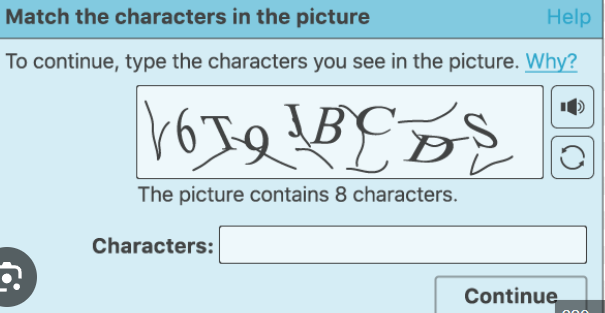 Match the characters in the picture
Help
To continue, type the characters you see in the picture. Why?
The picture contains 8 characters.
Characters:
Continue